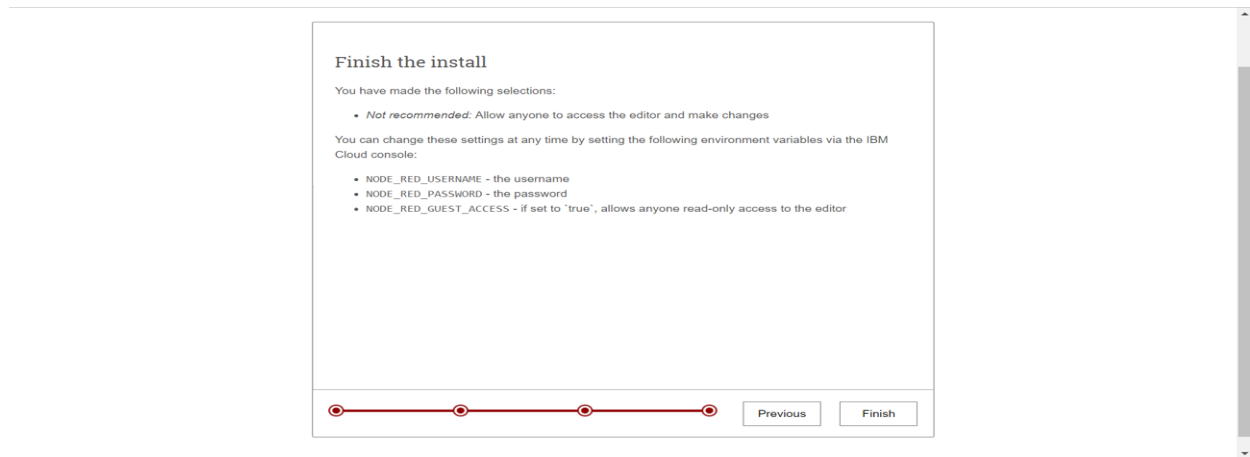 Finish the install
You have made the following selections:
• Not recommended: Allow anyone to access the editor and make changes
You can change these settings at any time by setting the following environment variables via the IBM
Cloud console:
• NODE_RED_USERNAME - the username
• NODE_RED_PASSWORD - the password
• NODE_RED_GUEST_ACCESS - if set to `true`, allows anyone read-only access to the editor
Previous Finish